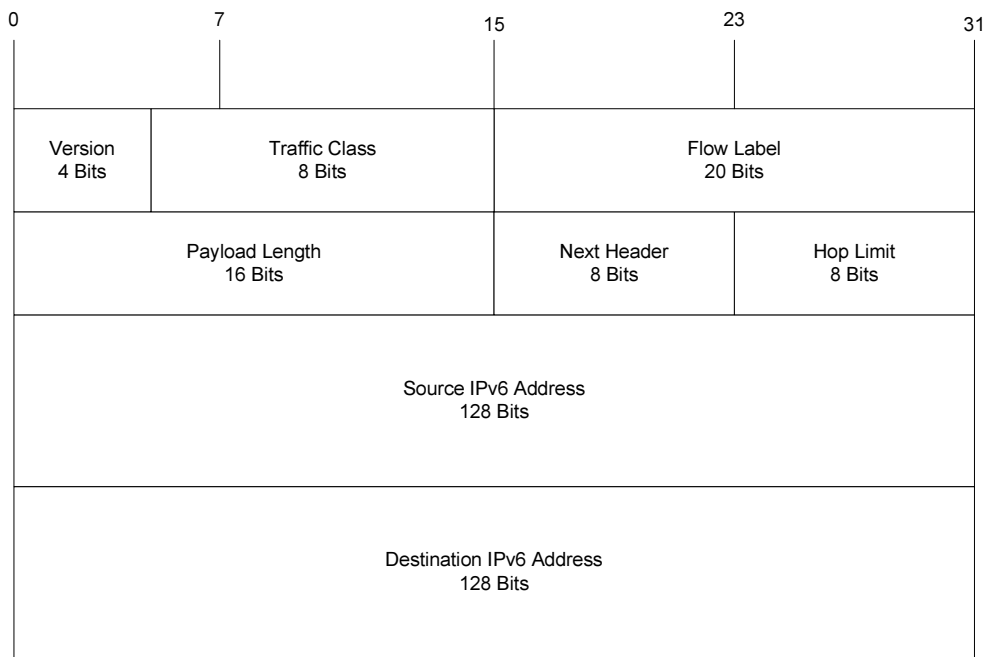 0 7 15 23 31
Version
4 Bits
Traffic Class
8 Bits
Flow Label
20 Bits
Payload Length
16 Bits
Next Header
8 Bits
Hop Limit
8 Bits
Source IPv6 Address
128 Bits
Destination IPv6 Address
128 Bits